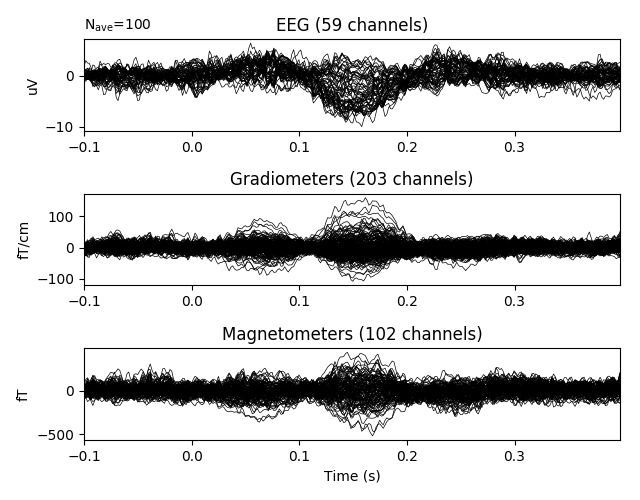 Nave=100
EEG (59 channels)
uV
0
−10
−0.1 0.0 0.1 0.2 0.3
Gradiometers (203 channels)
fT/cm
100
0
−100
−0.1 0.0 0.1 0.2 0.3
Magnetometers (102 channels)
fT
0
−500
−0.1 0.0 0.1 0.2 0.3
Time (s)